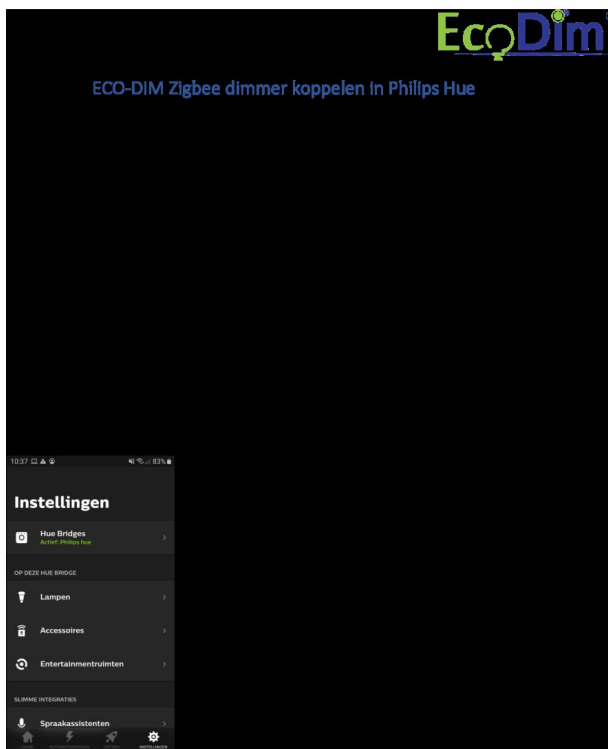 EcoDim
ECO-DIM Zigbee dimmer koppelen in Philips Hue
10:37 83%
Instellingen
Hue Bridges
Actief: Philips hue
OP DEZE HUE BRIDGE
Lampen
Accessoires
Entertainmentruimten
SLIMME INTEGRATIES
Spraakassistenten
INSTELLINGEN